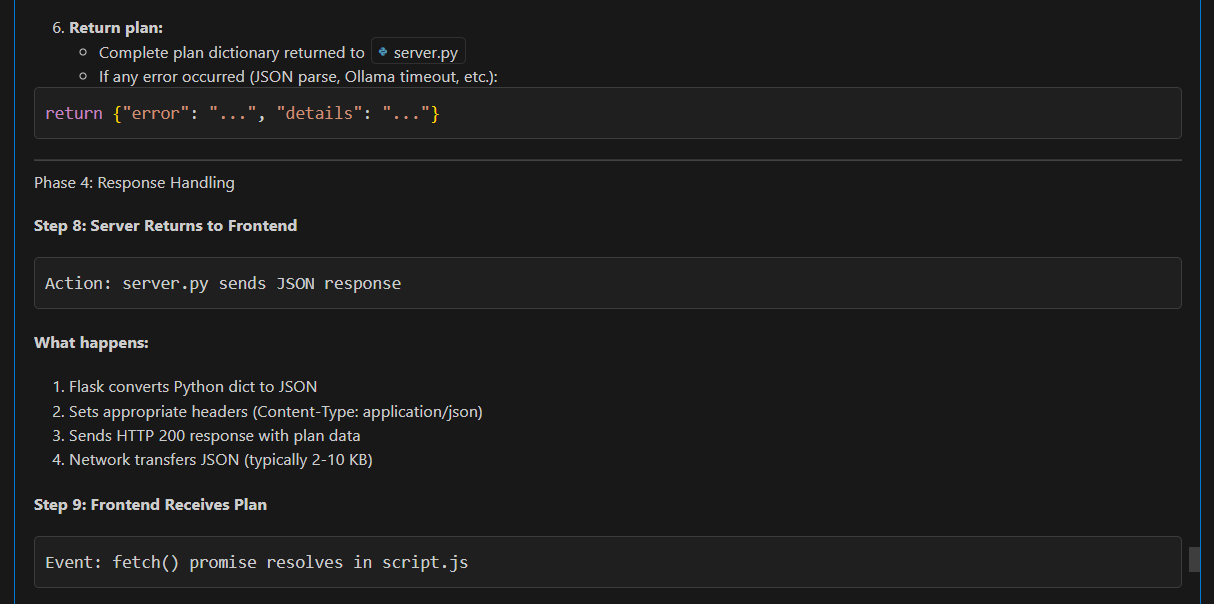 6. Return plan:
Complete plan dictionary returned to server.py
If any error occurred (JSON parse, Ollama timeout, etc.):
return {"error": "...", "details": "..."}
Phase 4: Response Handling
Step 8: Server Returns to Frontend
Action: server.py sends JSON response
What happens:
1. Flask converts Python dict to JSON
2. Sets appropriate headers (Content-Type: application/json)
3. Sends HTTP 200 response with plan data
4. Network transfers JSON (typically 2-10 KB)
Step 9: Frontend Receives Plan
Event: fetch() promise resolves in script.js